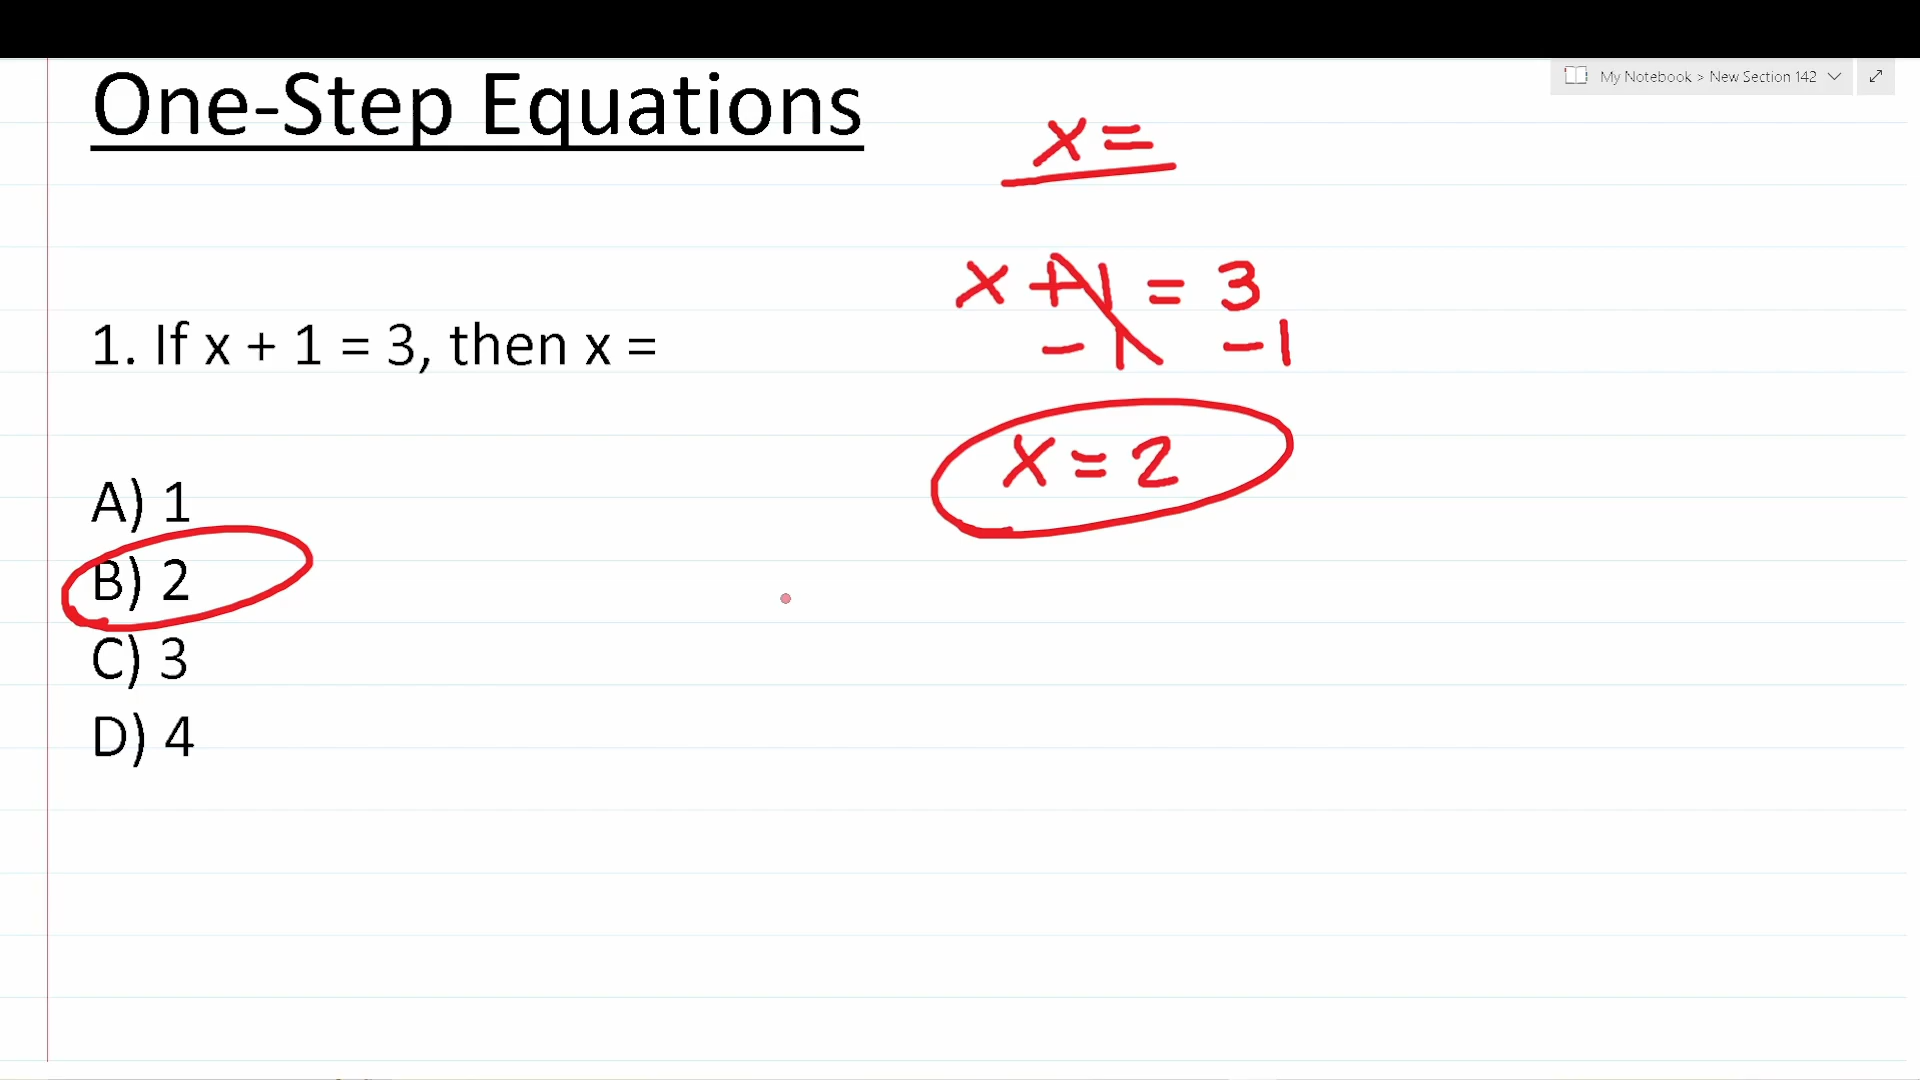 My Notebook > New Section 142
One-Step Equations
x =
x + 1 = 3
- 1 - 1
x = 2
1. If x + 1 = 3, then x =
A) 1
B) 2
C) 3
D) 4